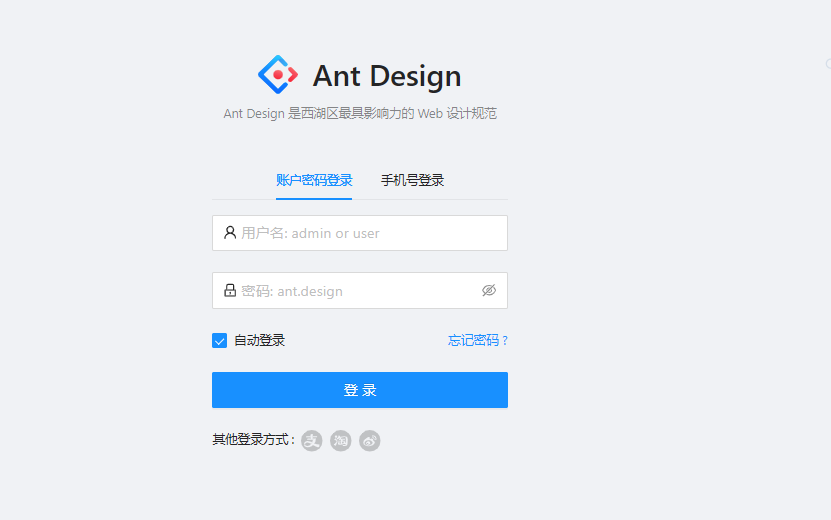 Ant Design
Ant Design 是西湖区最具影响力的 Web 设计规范
账户密码登录 手机号登录
用户名: admin or user
密码: ant.design
自动登录 忘记密码 ?
登 录
其他登录方式 : 支 淘